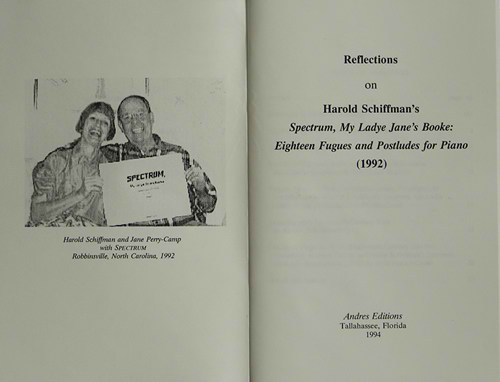 SPECTRUM,
Harold Schiffman and Jane Perry-Camp
with SPECTRUM
Robbinsville, North Carolina, 1992
Reflections
on
Harold Schiffman's
Spectrum, My Ladye Jane's Booke:
Eighteen Fugues and Postludes for Piano
(1992)
Andres Editions
Tallahassee, Florida
1994